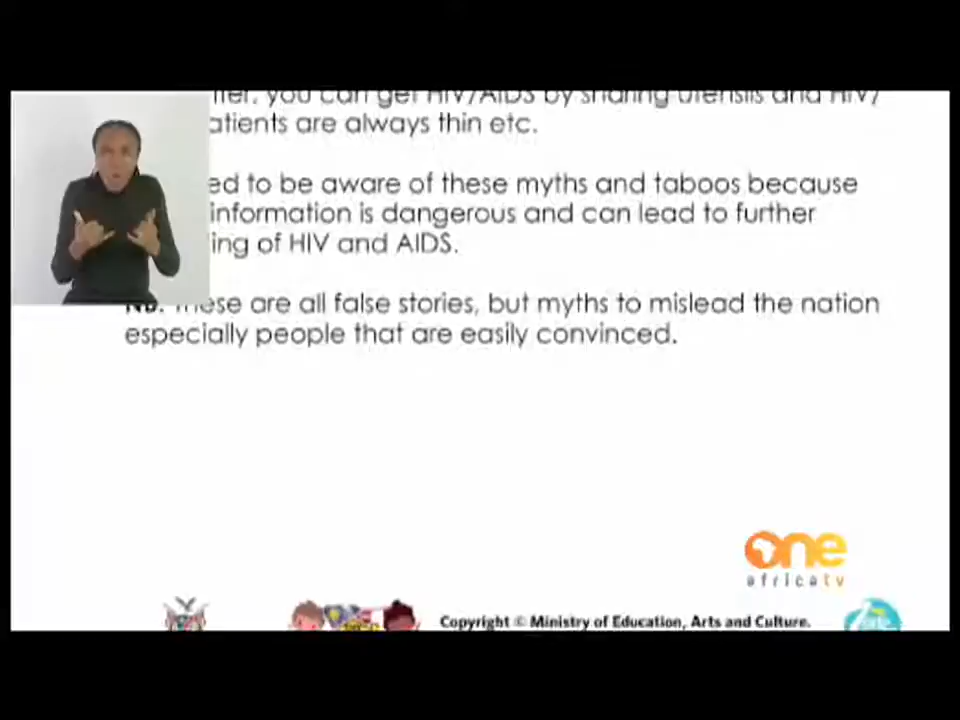 you can get HIV/AIDS by sharing utensils and HIV/
atients are always thin etc.
ed to be aware of these myths and taboos because
information is dangerous and can lead to further
ing of HIV and AIDS.
NB: These are all false stories, but myths to mislead the nation
especially people that are easily convinced.
one
africa tv
Copyright © Ministry of Education, Arts and Culture.